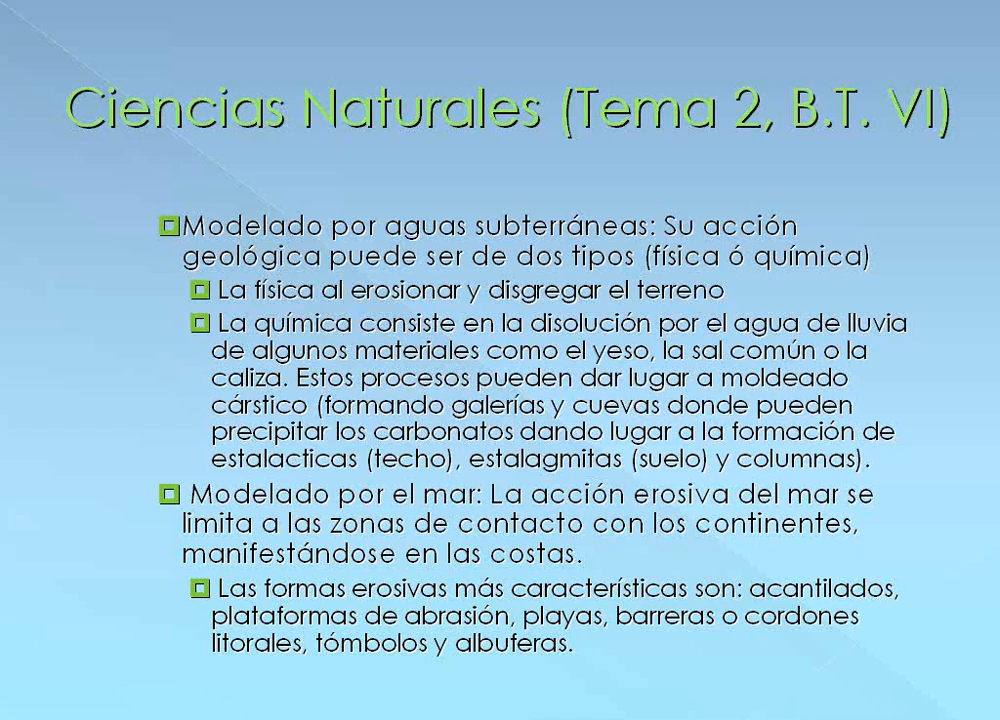 Ciencias Naturales (Tema 2, B.T. VI)
Modelado por aguas subterráneas: Su acción
geológica puede ser de dos tipos (física ó química)
La física al erosionar y disgregar el terreno
La química consiste en la disolución por el agua de lluvia
de algunos materiales como el yeso, la sal común o la
caliza. Estos procesos pueden dar lugar a moldeado
cárstico (formando galerías y cuevas donde pueden
precipitar los carbonatos dando lugar a la formación de
estalacticas (techo), estalagmitas (suelo) y columnas).
Modelado por el mar: La acción erosiva del mar se
limita a las zonas de contacto con los continentes,
manifestándose en las costas.
Las formas erosivas más características son: acantilados,
plataformas de abrasión, playas, barreras o cordones
litorales, tómbolos y albuferas.